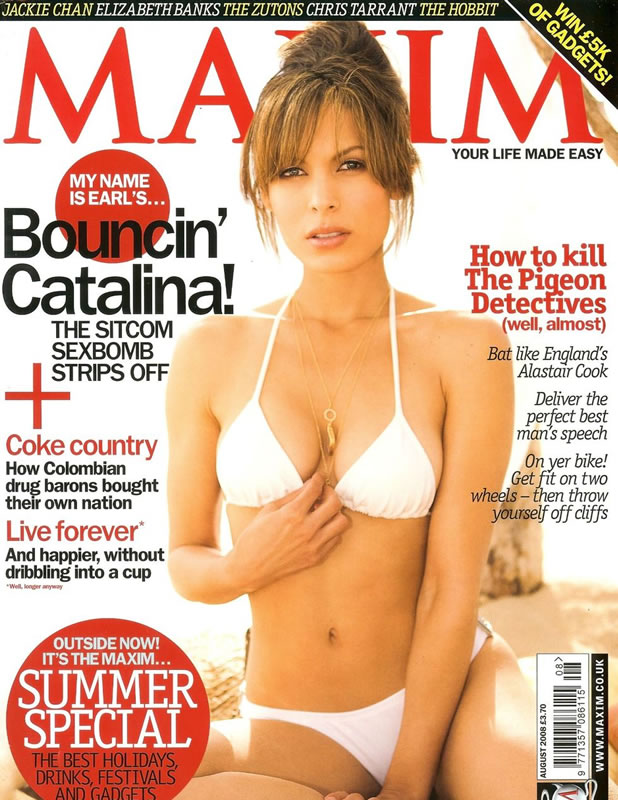 JACKIE CHAN ELIZABETH BANKS THE ZUTONS CHRIS TARRANT THE HOBBIT
WIN £5K
OF GADGETS!
MAXIM
YOUR LIFE MADE EASY
MY NAME
IS EARL'S...
Bouncin'
Catalina!
THE SITCOM
SEXBOMB
STRIPS OFF
+
Coke country
How Colombian
drug barons bought
their own nation
Live forever*
And happier, without
dribbling into a cup
*Well, longer anyway
How to kill
The Pigeon
Detectives
(well, almost)
Bat like England's
Alastair Cook
Deliver the
perfect best
man's speech
On yer bike!
Get fit on two
wheels – then throw
yourself off cliffs
OUTSIDE NOW!
IT'S THE MAXIM...
SUMMER
SPECIAL
THE BEST HOLIDAYS,
DRINKS, FESTIVALS
AND GADGETS
AUGUST 2008 £3.70
08>
9 771357 086115
WWW.MAXIM.CO.UK